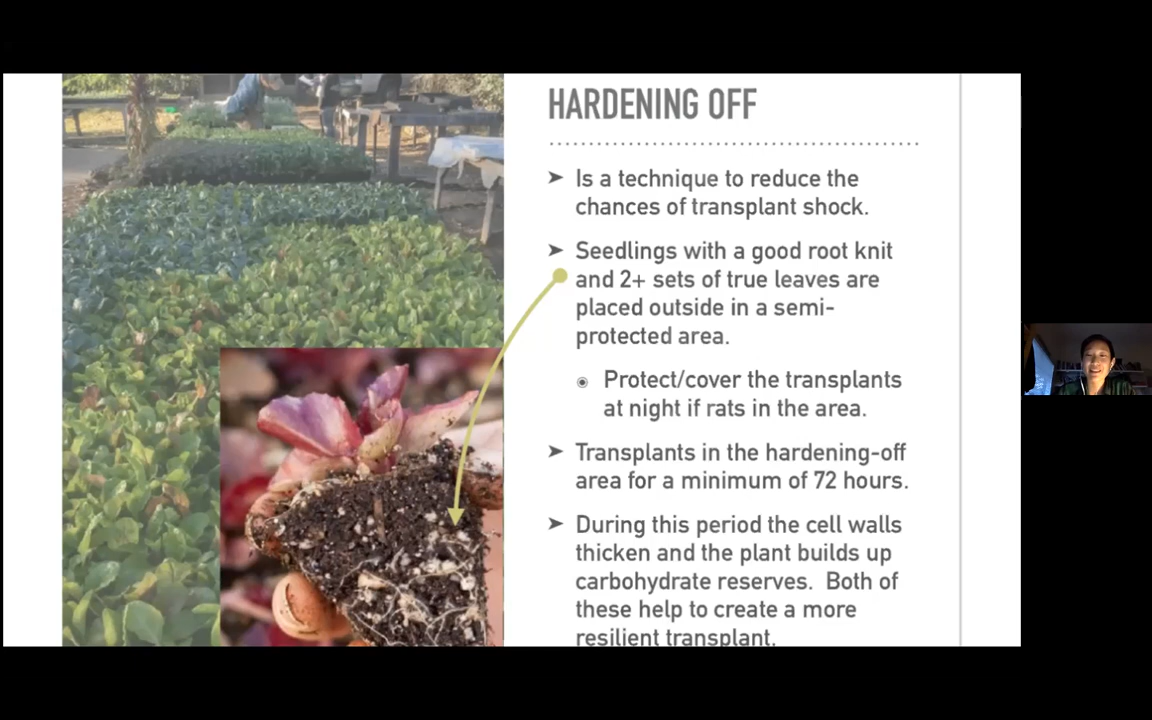 HARDENING OFF
➤ Is a technique to reduce the
chances of transplant shock.
➤ Seedlings with a good root knit
and 2+ sets of true leaves are
placed outside in a semi-
protected area.
◉ Protect/cover the transplants
at night if rats in the area.
➤ Transplants in the hardening-off
area for a minimum of 72 hours.
➤ During this period the cell walls
thicken and the plant builds up
carbohydrate reserves. Both of
these help to create a more
resilient transplant.